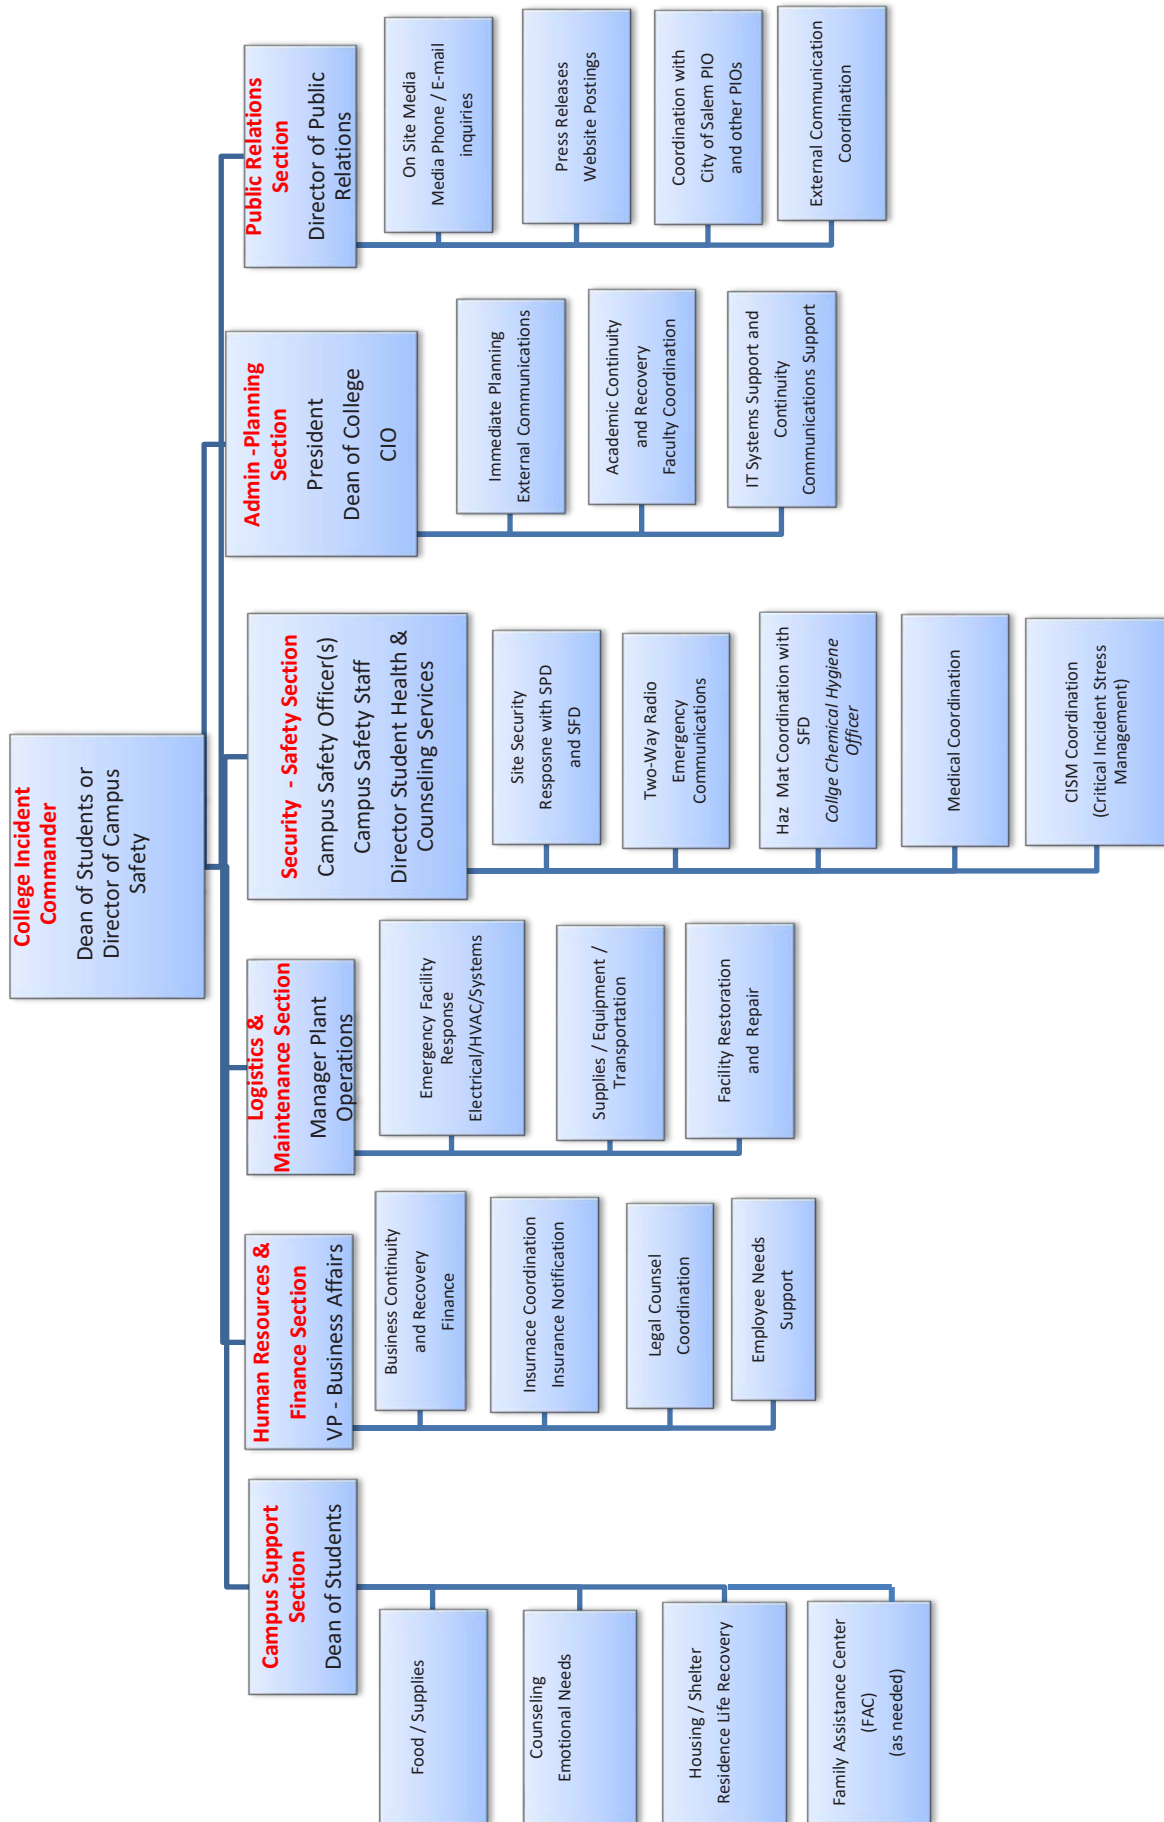 College Incident
Commander
Dean of Students or
Director of Campus
Safety
Campus Support
Section
Dean of Students
Food / Supplies
Counseling
Emotional Needs
Housing / Shelter
Residence Life Recovery
Family Assistance Center
(FAC)
(as needed)
Human Resources &
Finance Section
VP - Business Affairs
Business Continuity
and Recovery
Finance
Insurnace Coordination
Insurance Notification
Legal Counsel
Coordination
Employee Needs
Support
Logistics &
Maintenance Section
Manager Plant
Operations
Emergency Facility
Response
Electrical/HVAC/Systems
Supplies / Equipment /
Transportation
Facility Restoration
and Repair
Security - Safety Section
Campus Safety Officer(s)
Campus Safety Staff
Director Student Health &
Counseling Services
Site Security
Resposne with SPD
and SFD
Two-Way Radio
Emergency
Communications
Haz Mat Coordination with
SFD
Collge Chemical Hygiene
Officer
Medical Coordination
CISM Coordination
(Critical Incident Stress
Management)
Admin -Planning
Section
President
Dean of College
CIO
Immediate Planning
External Communications
Academic Continuity
and Recovery
Faculty Coordination
IT Systems Support and
Continuity
Communications Support
Public Relations
Section
Director of Public
Relations
On Site Media
Media Phone / E-mail
inquiries
Press Releases
Website Postings
Coordination with
City of Salem PIO
and other PIOs
External Communication
Coordination